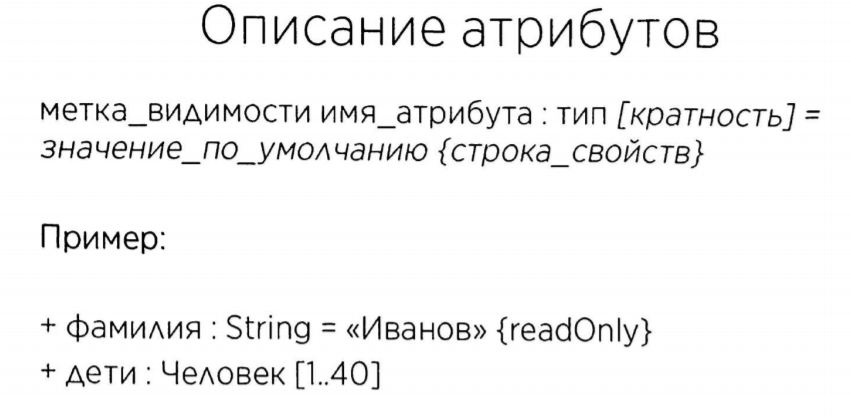 Описание атрибутов
метка_видимости имя_атрибута : тип [кратность] =
значение_по_умолчанию {строка_свойств}
Пример:
+ фамилия : String = «Иванов» {readOnly}
+ дети : Человек [1..40]